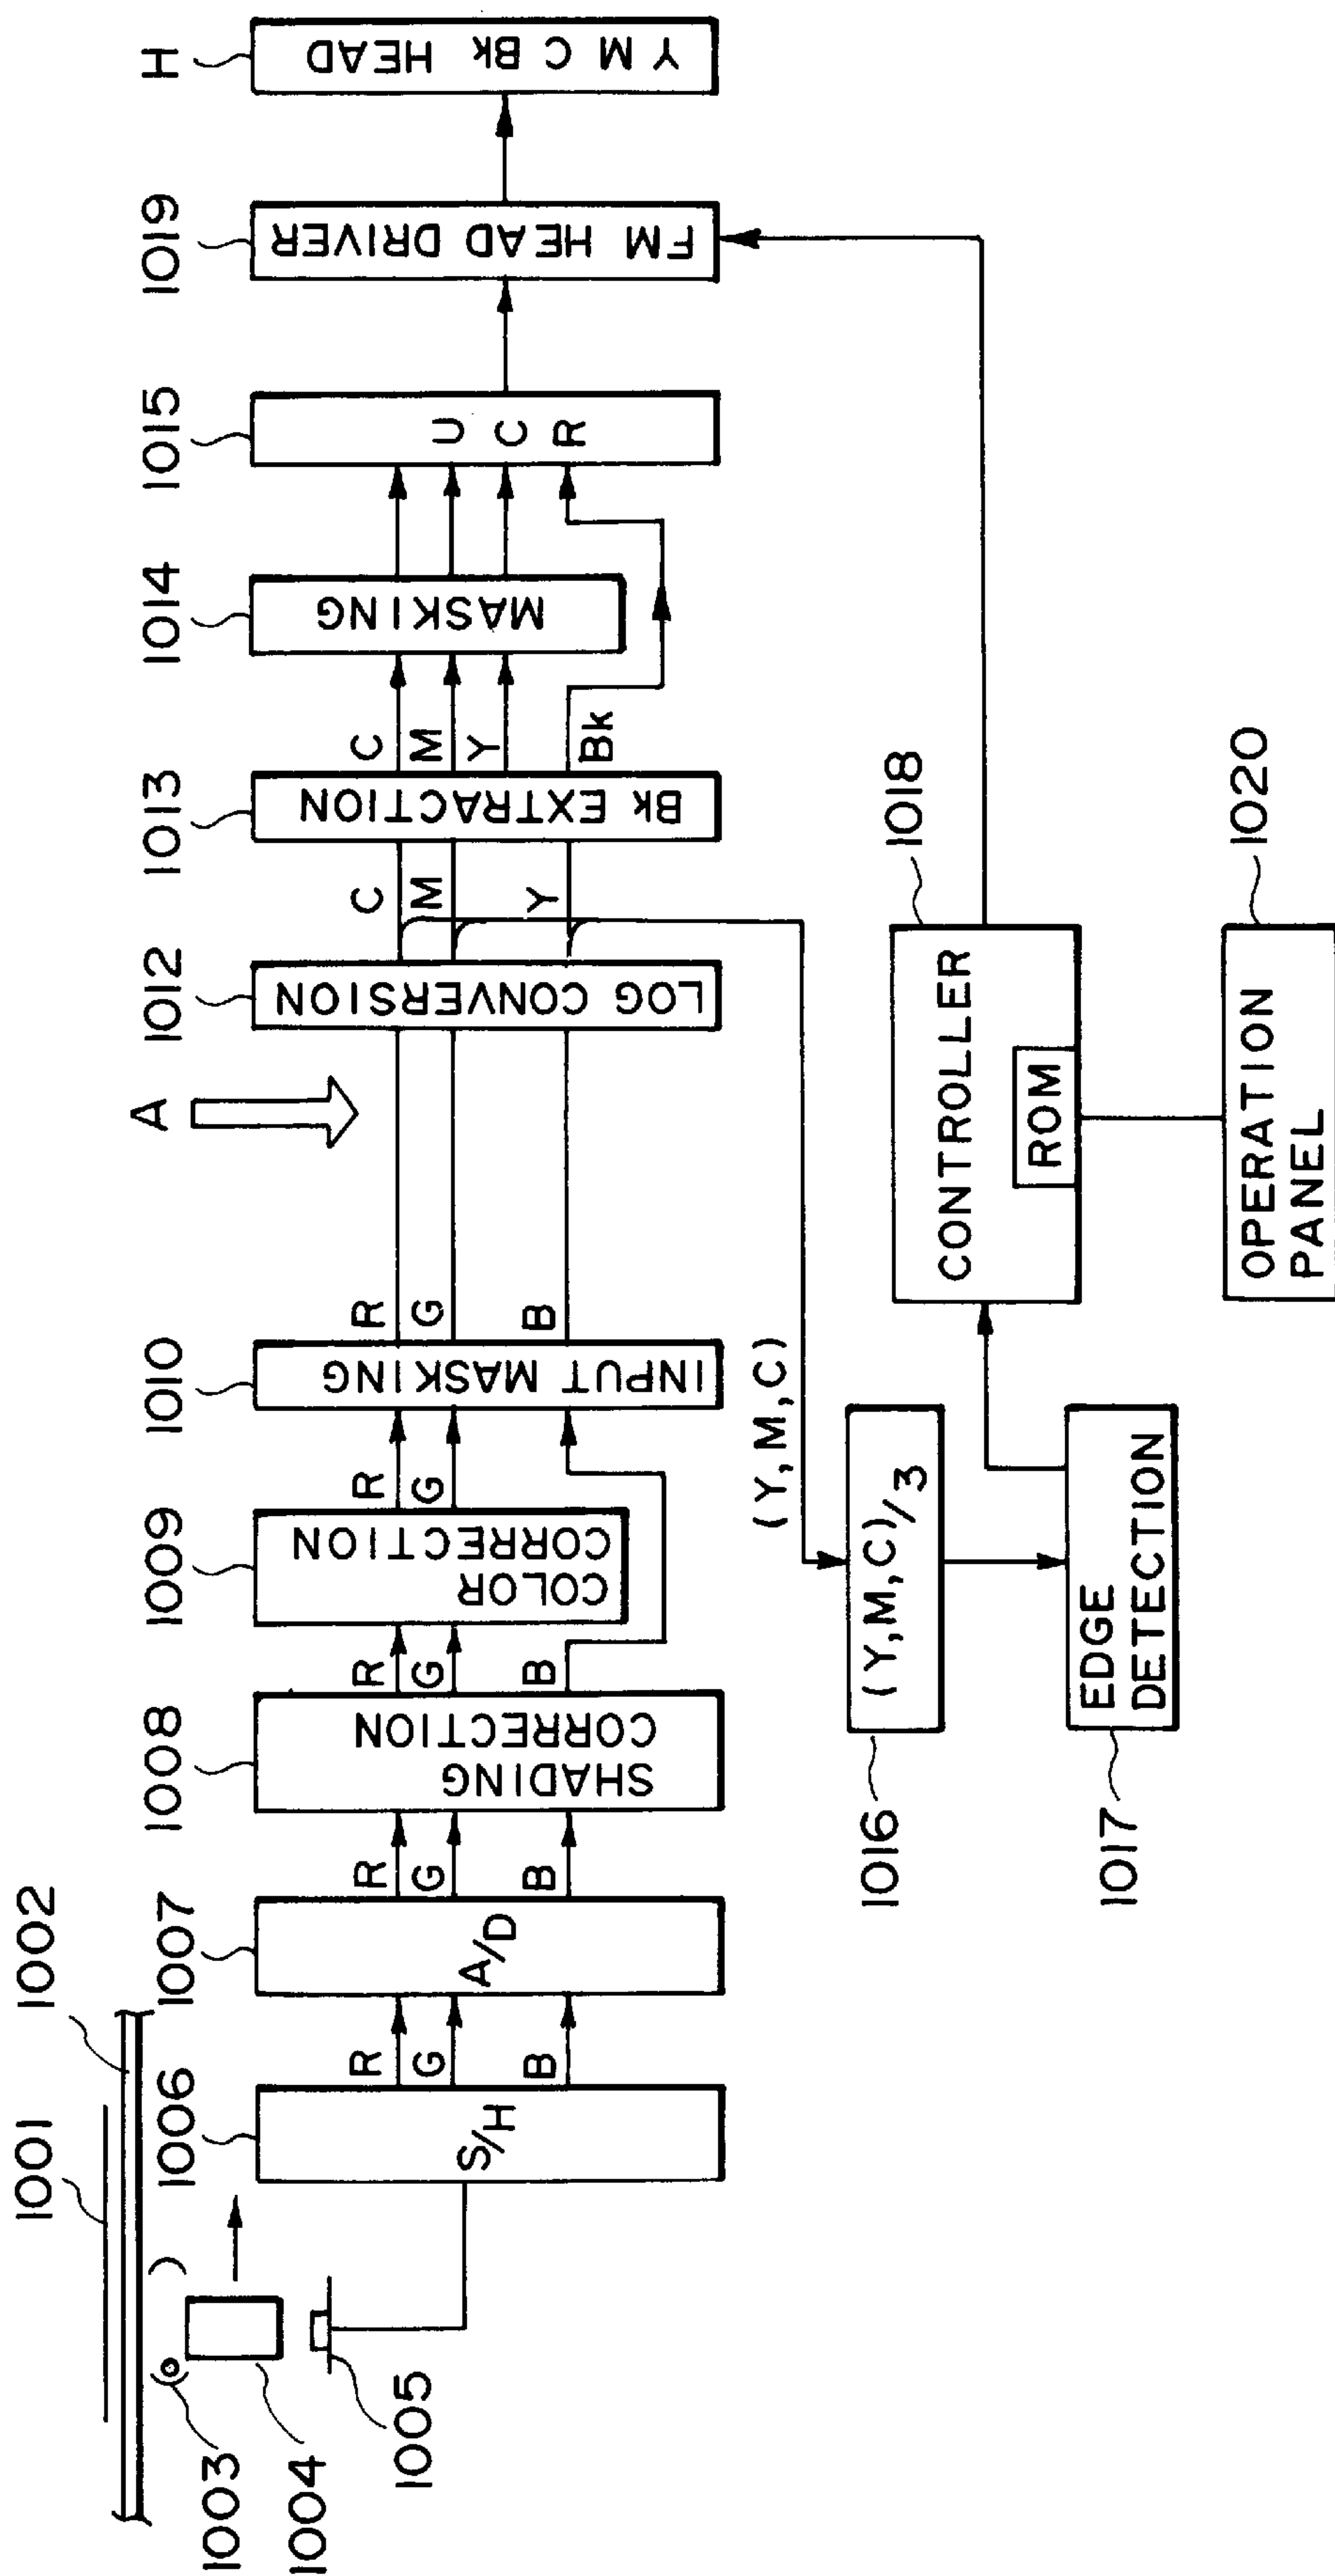 1001
1002
1003
1004
1005
1006
S/H
R
G
B
1007
A/D
R
G
B
1008
SHADING
CORRECTION
R
G
B
1009
COLOR
CORRECTION
R
G
1010
INPUT MASKING
R
G
B
A
1012
LOG CONVERSION
C
M
Y
1013
Bk EXTRACTION
C
M
Y
Bk
1014
MASKING
1015
U
C
R
1019
FM HEAD DRIVER
H
Y M C Bk HEAD
(Y,M,C)
1016
(Y,M,C)/3
1017
EDGE
DETECTION
1018
CONTROLLER
ROM
1020
OPERATION
PANEL